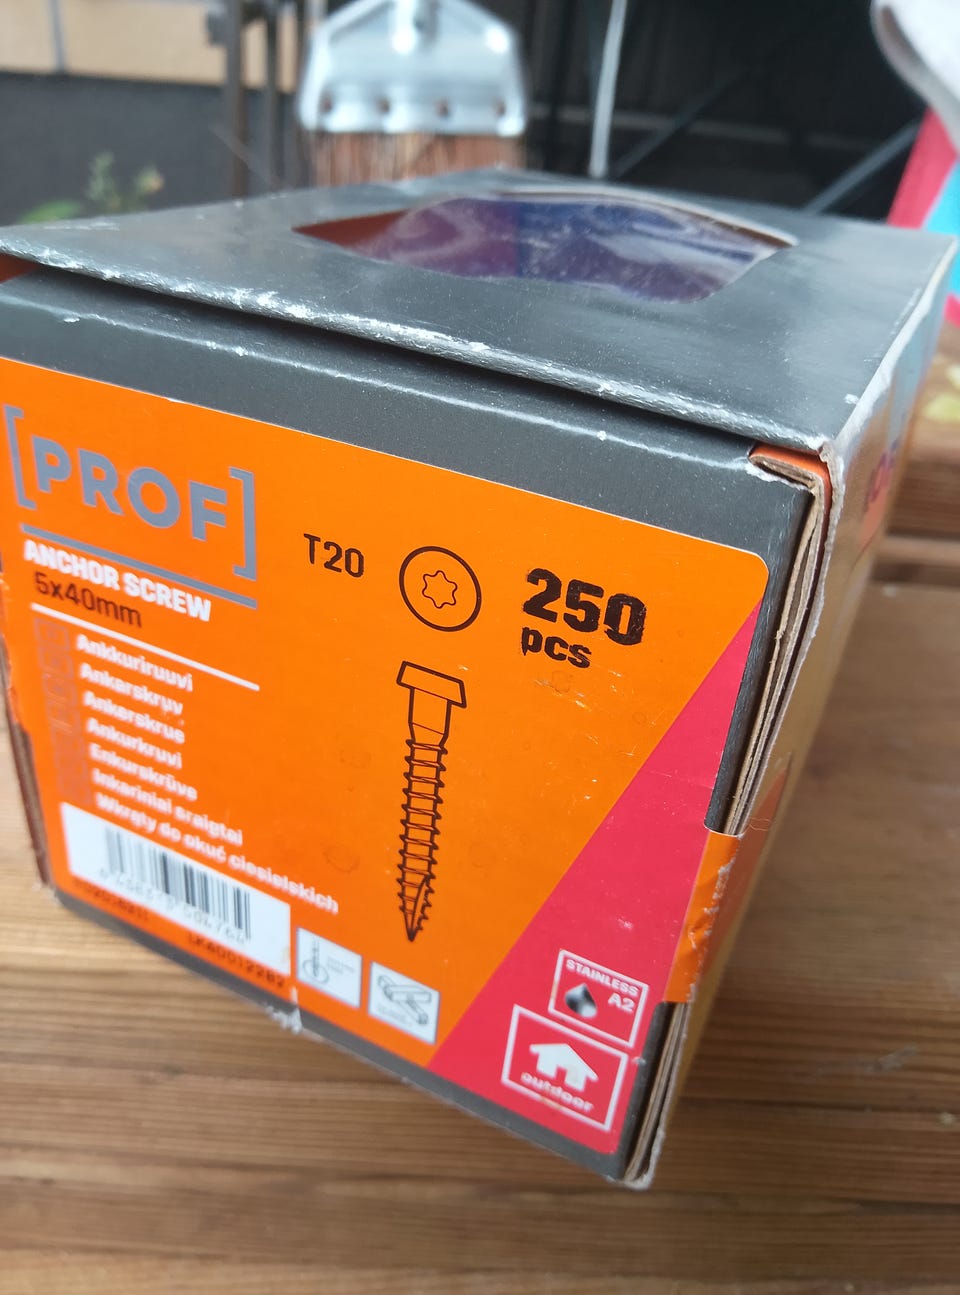 [PROF]
ANCHOR SCREW
5x40mm
Ankkuriruuvi
Ankarskruv
Ankerskrue
Ankurkruvi
Enkurskrūve
Inkariniai sraigtai
Wkręty do okuć ciesielskich
T20
250
pcs
STAINLESS
A2
outdoor